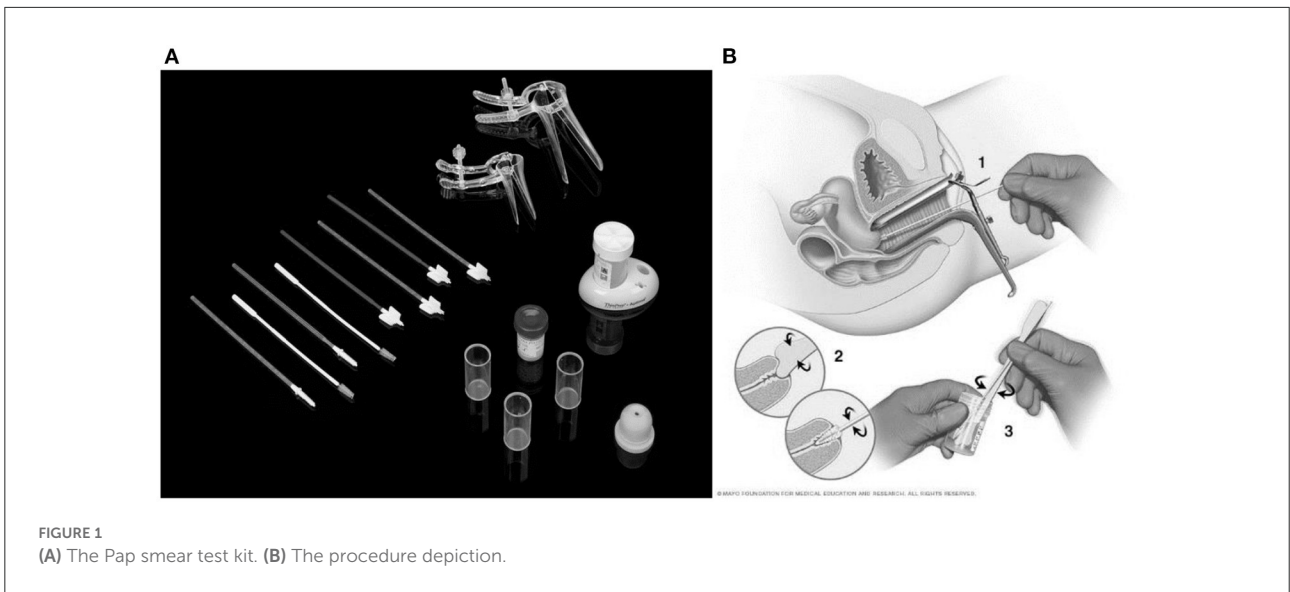 A
B
1
2
3
© MAYO FOUNDATION FOR MEDICAL EDUCATION AND RESEARCH. ALL RIGHTS RESERVED.
FIGURE 1
(A) The Pap smear test kit. (B) The procedure depiction.